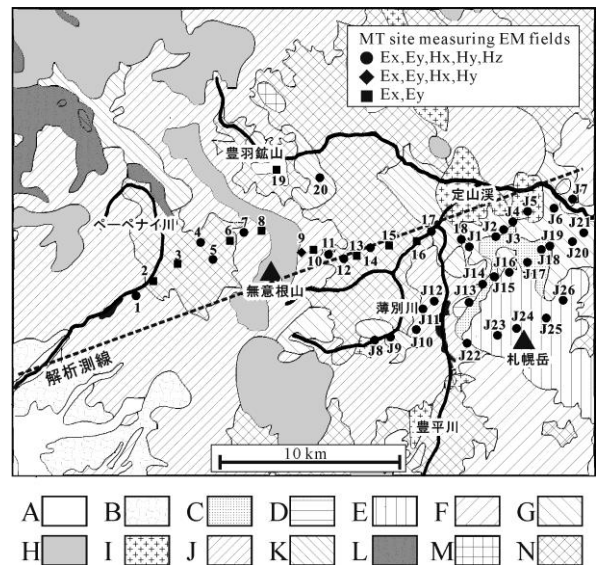 MT site measuring EM fields
Ex,Ey,Hx,Hy,Hz
Ex,Ey,Hx,Hy
Ex,Ey
豊羽鉱山
19
20
定山渓
J7
J5
J6
J4
J21
ペーペナイ川
4
6
7
8
5
3
2
1
9
10
11
12
13
14
15
16
17
18
J1
J2
J3
J19
J20
J18
J17
J16
J15
J14
J13
無意根山
薄別川
J12
J11
J10
J8
J9
J26
J25
J24
J23
J22
札幌岳
解析測線
豊平川
10 km
A B C D E F G
H I J K L M N